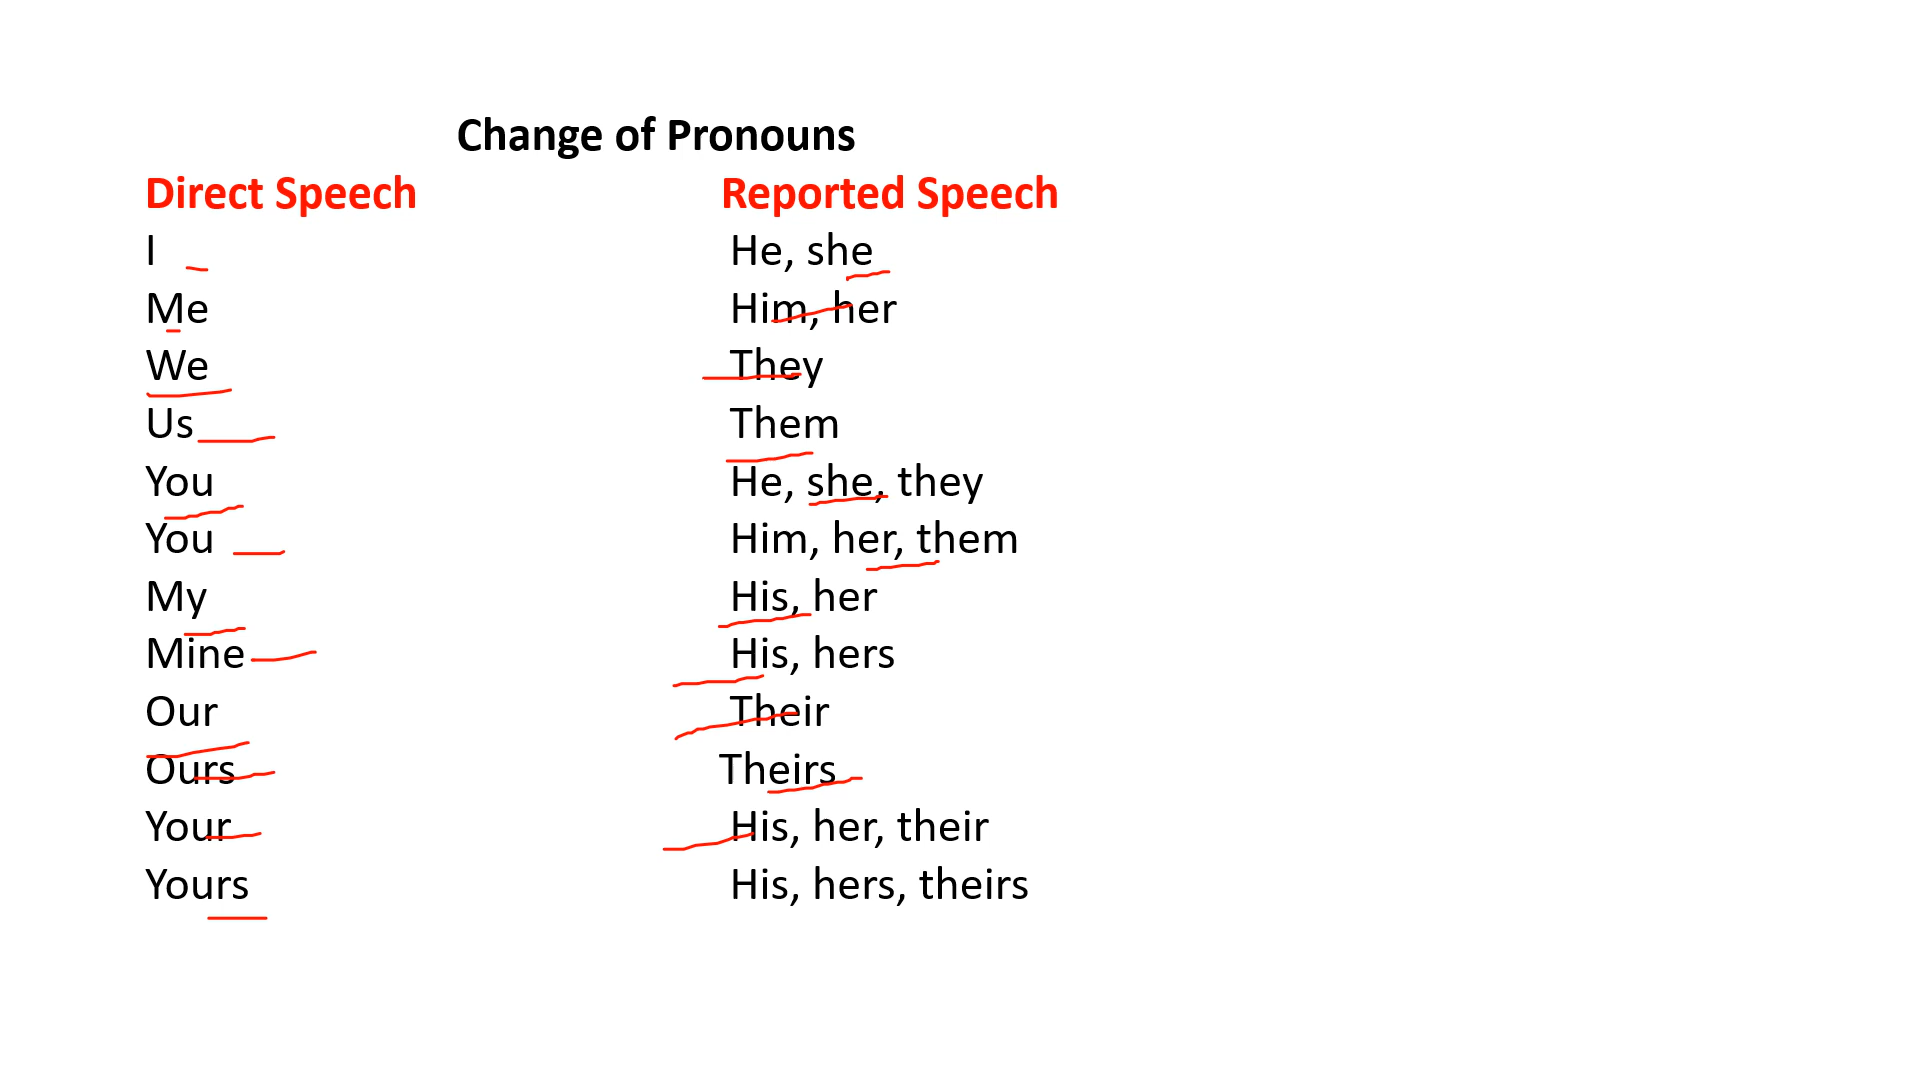 Change of Pronouns
Direct Speech Reported Speech
I He, she
Me Him, her
We They
Us Them
You He, she, they
You Him, her, them
My His, her
Mine His, hers
Our Their
Ours Theirs
Your His, her, their
Yours His, hers, theirs